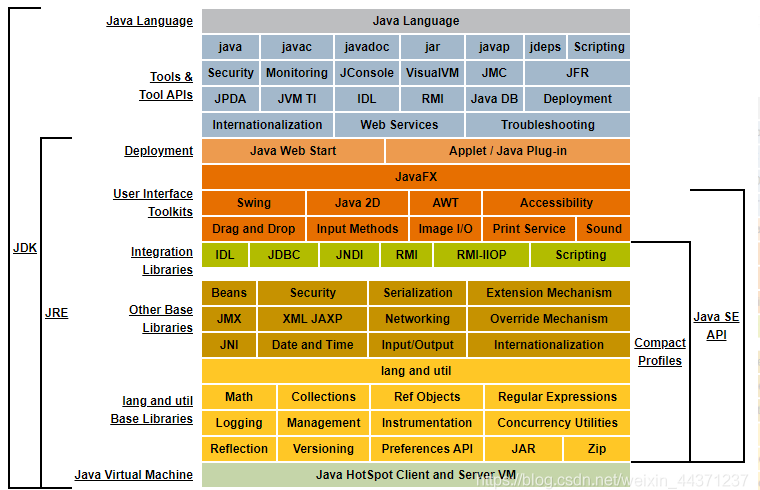 Java Language Java Language
java javac javadoc jar javap jdeps Scripting
Security Monitoring JConsole VisualVM JMC JFR
Tools &
Tool APIs
JPDA JVM TI IDL RMI Java DB Deployment
Internationalization Web Services Troubleshooting
Deployment Java Web Start Applet / Java Plug-in
JavaFX
User Interface
Toolkits
Swing Java 2D AWT Accessibility
Drag and Drop Input Methods Image I/O Print Service Sound
Integration
Libraries
IDL JDBC JNDI RMI RMI-IIOP Scripting
JDK
JRE
Beans Security Serialization Extension Mechanism
Other Base
Libraries
JMX XML JAXP Networking Override Mechanism
JNI Date and Time Input/Output Internationalization
Java SE
API
Compact
Profiles
lang and util
lang and util
Base Libraries
Math Collections Ref Objects Regular Expressions
Logging Management Instrumentation Concurrency Utilities
Reflection Versioning Preferences API JAR Zip
Java Virtual Machine Java HotSpot Client and Server VM
https://blog.csdn.net/weixin_44371237